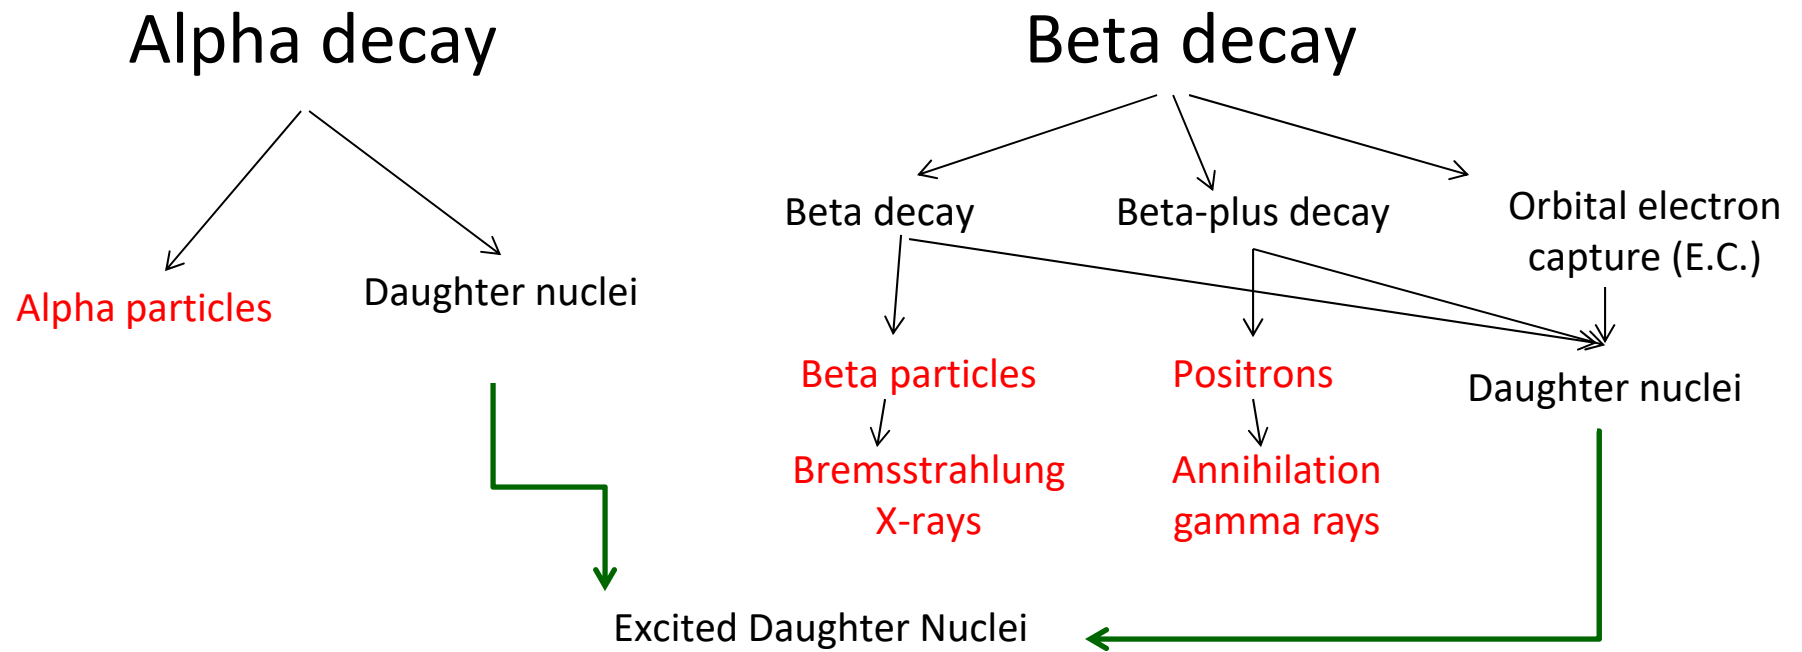 Alpha decay
Beta decay
Beta decay
Beta-plus decay
Orbital electron
capture (E.C.)
Alpha particles
Daughter nuclei
Beta particles
Positrons
Daughter nuclei
Bremsstrahlung
X-rays
Annihilation
gamma rays
Excited Daughter Nuclei